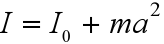 I = I₀ + ma²